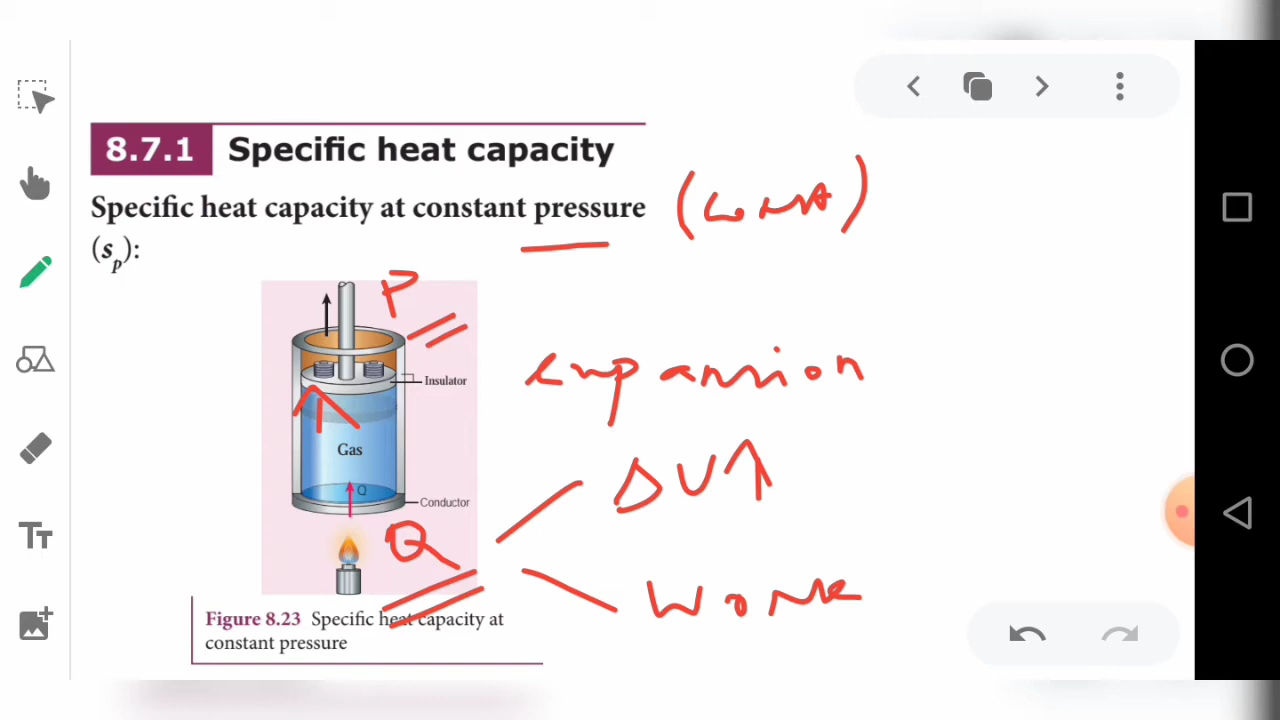 8.7.1 Specific heat capacity
Specific heat capacity at constant pressure
(sp):
(const)
P
Insulator
expansion
Gas
ΔU↑
Q
Conductor
Q
Work
Figure 8.23 Specific heat capacity at
constant pressure
TT